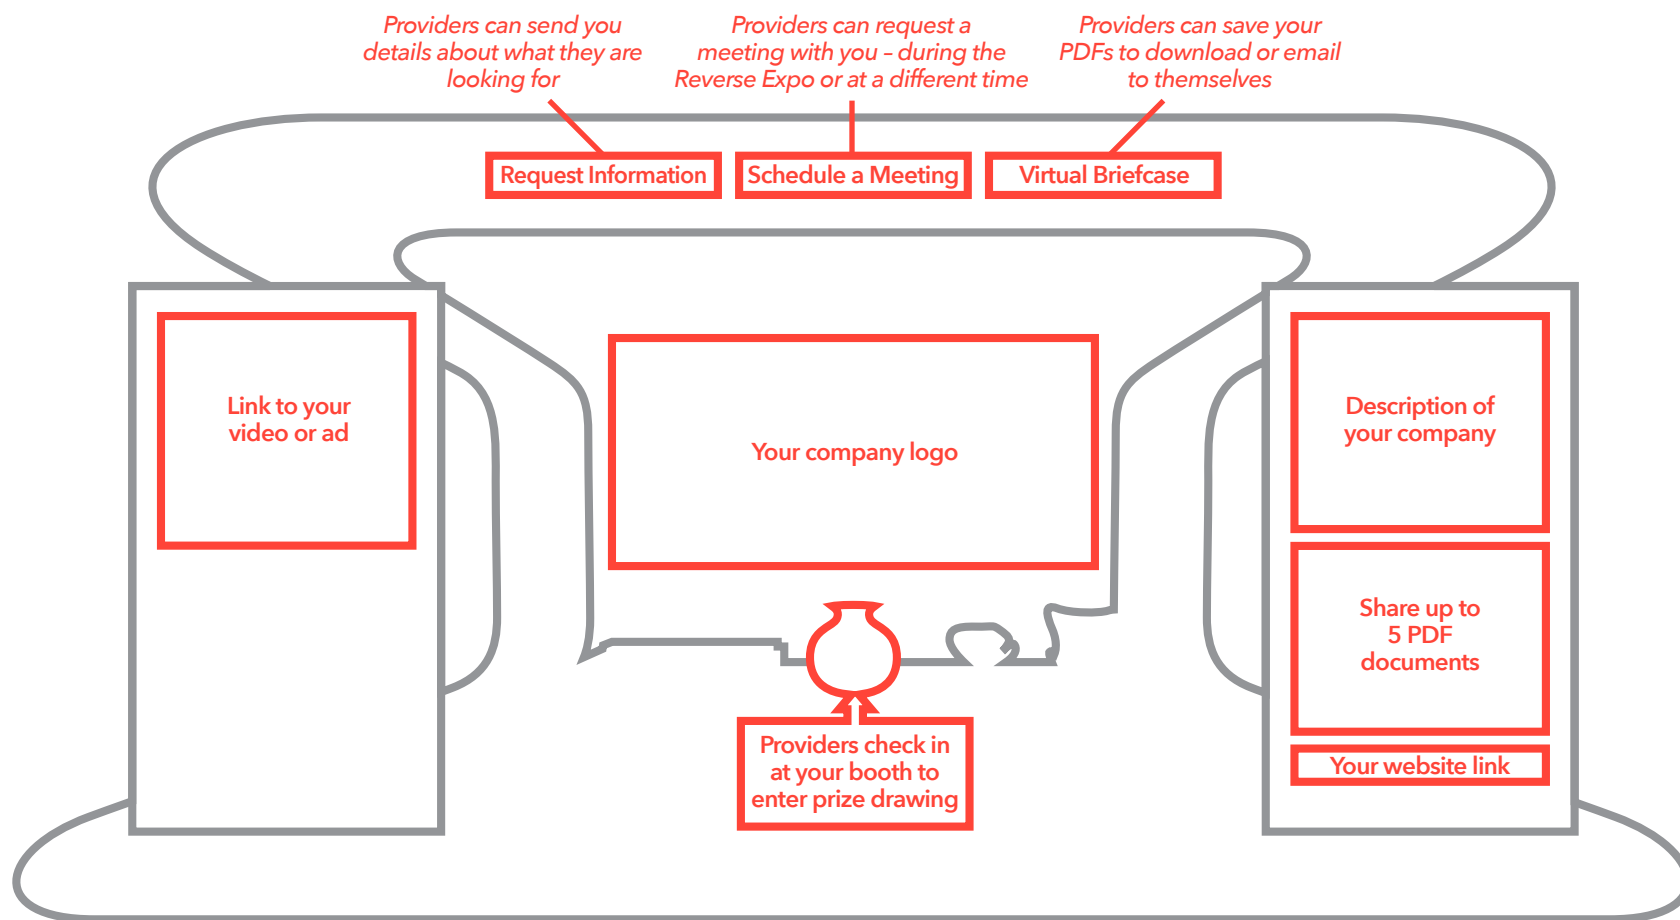 Providers can send you
details about what they are
looking for
Providers can request a
meeting with you – during the
Reverse Expo or at a different time
Providers can save your
PDFs to download or email
to themselves
Request Information
Schedule a Meeting
Virtual Briefcase
Link to your
video or ad
Your company logo
Description of
your company
Share up to
5 PDF
documents
Your website link
Providers check in
at your booth to
enter prize drawing